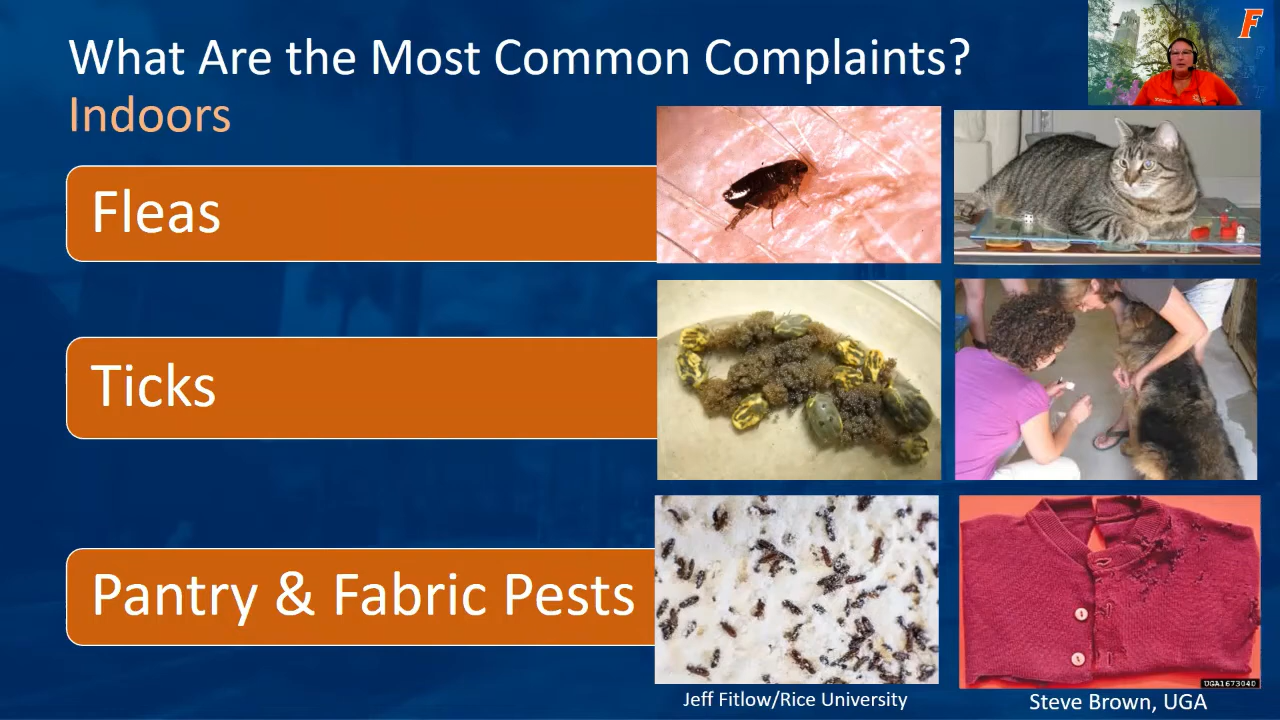 What Are the Most Common Complaints?
F
Indoors
Fleas
Ticks
Pantry & Fabric Pests
UGA1673040
Jeff Fitlow/Rice University
Steve Brown, UGA